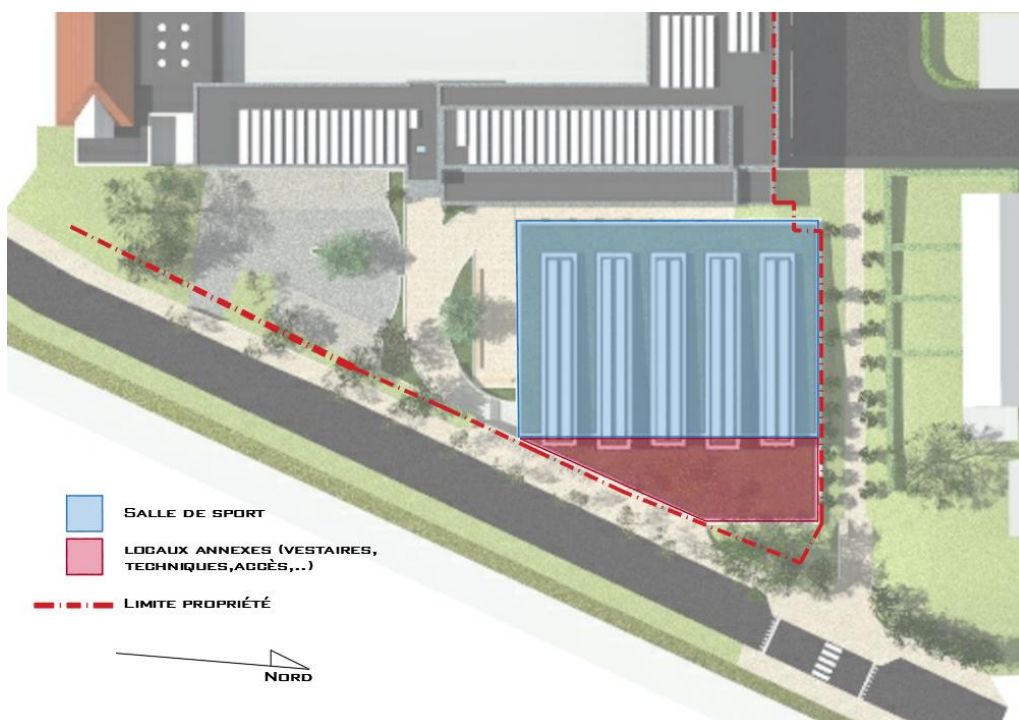 SALLE DE SPORT
LOCAUX ANNEXES (VESTAIRES,
TECHNIQUES,ACCÈS,..)
LIMITE PROPRIÉTÉ
NORD